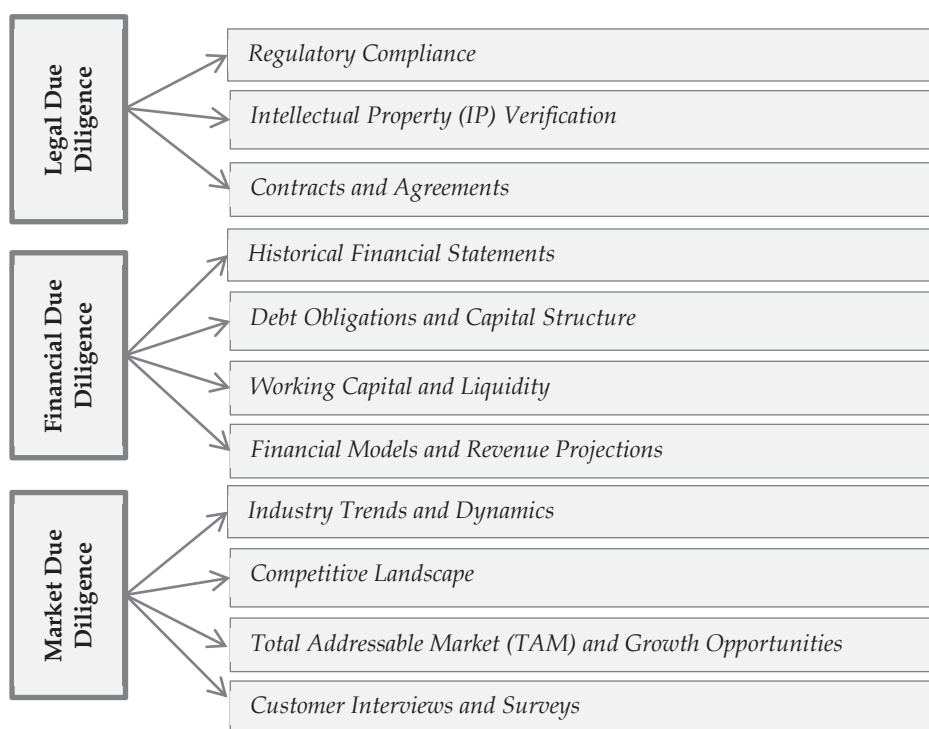 Legal Due
Diligence
Regulatory Compliance
Intellectual Property (IP) Verification
Contracts and Agreements
Financial Due
Diligence
Historical Financial Statements
Debt Obligations and Capital Structure
Working Capital and Liquidity
Financial Models and Revenue Projections
Market Due
Diligence
Industry Trends and Dynamics
Competitive Landscape
Total Addressable Market (TAM) and Growth Opportunities
Customer Interviews and Surveys